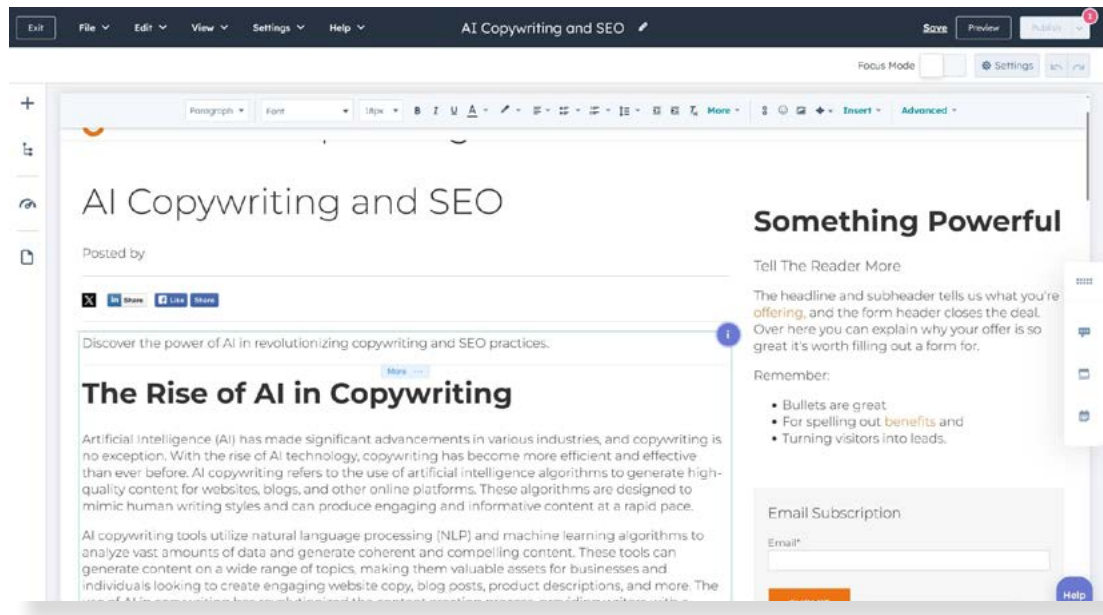 Exit File Edit View Settings Help AI Copywriting and SEO Save Preview Publish 1
Focus Mode Settings
Paragraph Font 18px B I U A More Insert Advanced
AI Copywriting and SEO
Posted by
X in Share f Like Share
Discover the power of AI in revolutionizing copywriting and SEO practices.
More
The Rise of AI in Copywriting
Artificial Intelligence (AI) has made significant advancements in various industries, and copywriting is
no exception. With the rise of AI technology, copywriting has become more efficient and effective
than ever before. AI copywriting refers to the use of artificial intelligence algorithms to generate high-
quality content for websites, blogs, and other online platforms. These algorithms are designed to
mimic human writing styles and can produce engaging and informative content at a rapid pace.
AI copywriting tools utilize natural language processing (NLP) and machine learning algorithms to
analyze vast amounts of data and generate coherent and compelling content. These tools can
generate content on a wide range of topics, making them valuable assets for businesses and
individuals looking to create engaging website copy, blog posts, product descriptions, and more. The
Something Powerful
Tell The Reader More
The headline and subheader tells us what you're
offering, and the form header closes the deal.
Over here you can explain why your offer is so
great it's worth filling out a form for.
Remember:
• Bullets are great
• For spelling out benefits and
• Turning visitors into leads.
Email Subscription
Email*
Help